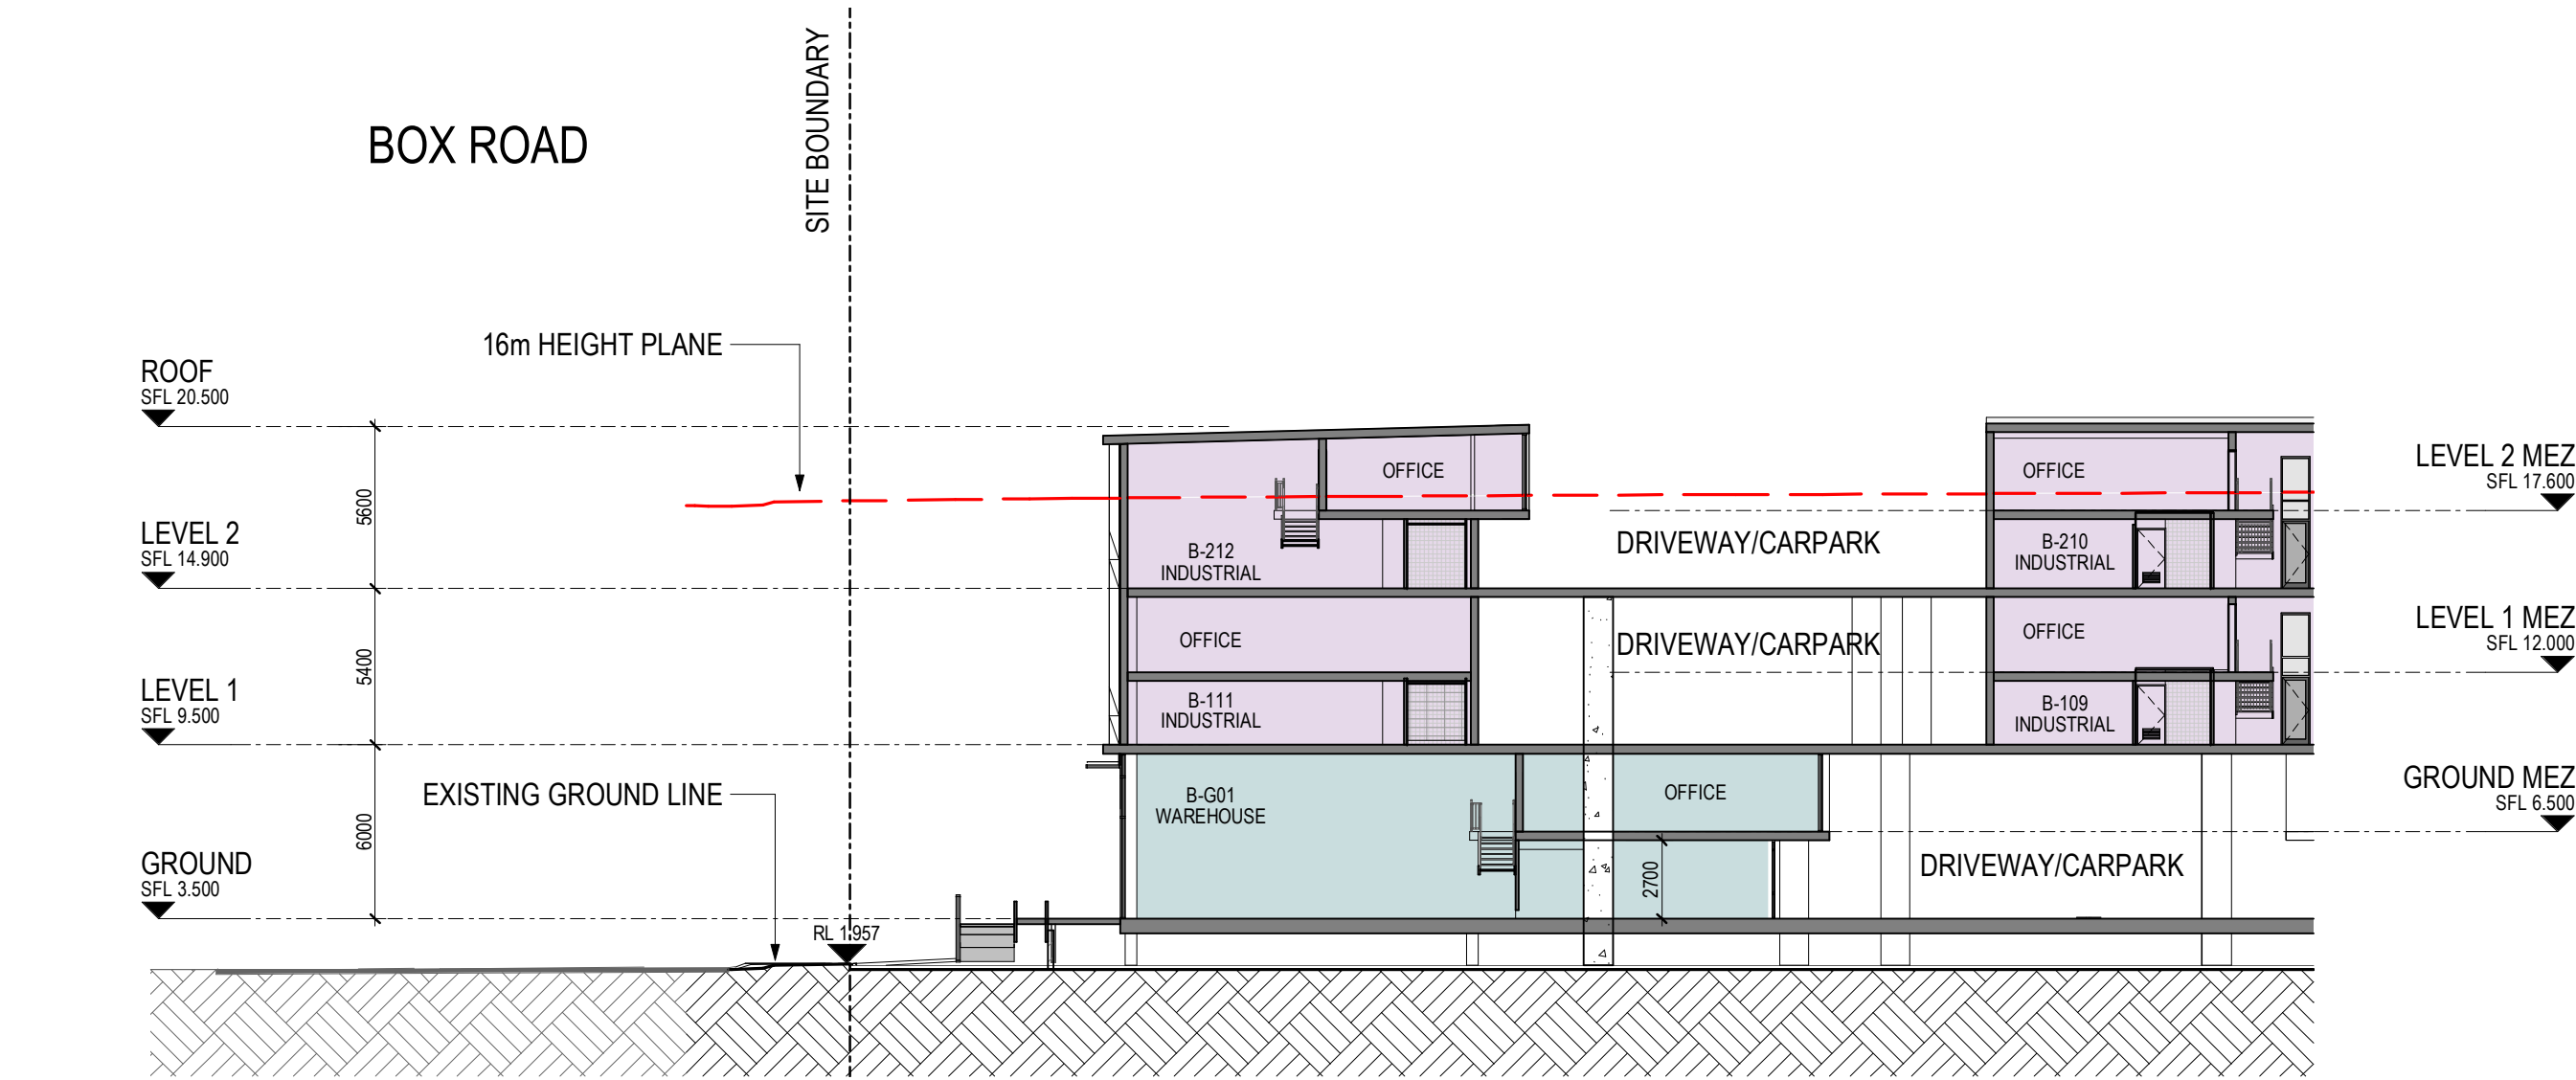 SITE BOUNDARY
BOX ROAD
16m HEIGHT PLANE
ROOF
SFL 20.500
5600
LEVEL 2
SFL 14.900
5400
LEVEL 1
SFL 9.500
EXISTING GROUND LINE
6000
GROUND
SFL 3.500
RL 1.957
OFFICE
B-212
INDUSTRIAL
DRIVEWAY/CARPARK
OFFICE
B-210
INDUSTRIAL
OFFICE
B-111
INDUSTRIAL
DRIVEWAY/CARPARK
OFFICE
B-109
INDUSTRIAL
B-G01
WAREHOUSE
OFFICE
2700
DRIVEWAY/CARPARK
LEVEL 2 MEZ
SFL 17.600
LEVEL 1 MEZ
SFL 12.000
GROUND MEZ
SFL 6.500